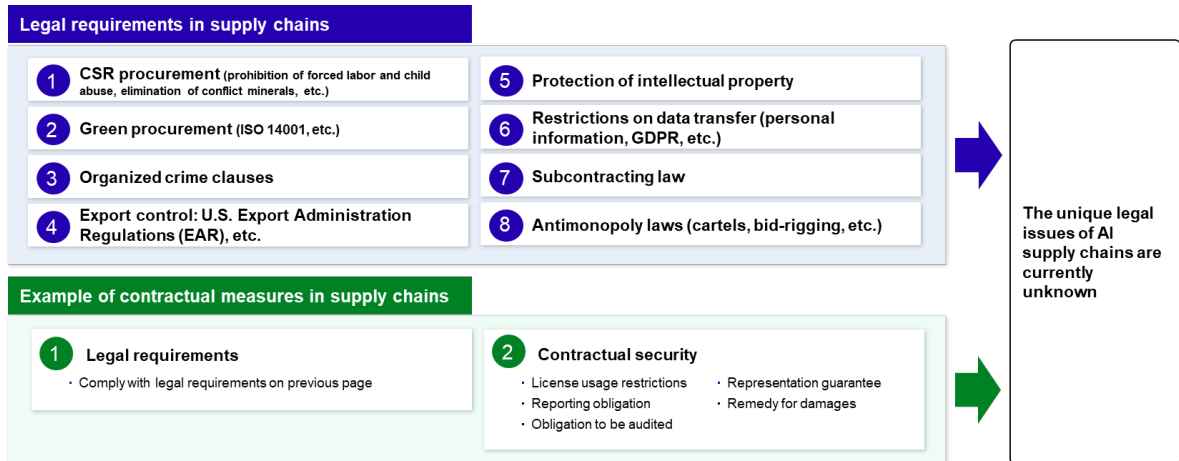 Legal requirements in supply chains
1
CSR procurement (prohibition of forced labor and child
abuse, elimination of conflict minerals, etc.)
2
Green procurement (ISO 14001, etc.)
3
Organized crime clauses
4
Export control: U.S. Export Administration
Regulations (EAR), etc.
5
Protection of intellectual property
6
Restrictions on data transfer (personal
information, GDPR, etc.)
7
Subcontracting law
8
Antimonopoly laws (cartels, bid-rigging, etc.)
Example of contractual measures in supply chains
1
Legal requirements
・Comply with legal requirements on previous page
2
Contractual security
・License usage restrictions
・Reporting obligation
・Obligation to be audited
・Representation guarantee
・Remedy for damages
The unique legal
issues of AI
supply chains are
currently
unknown